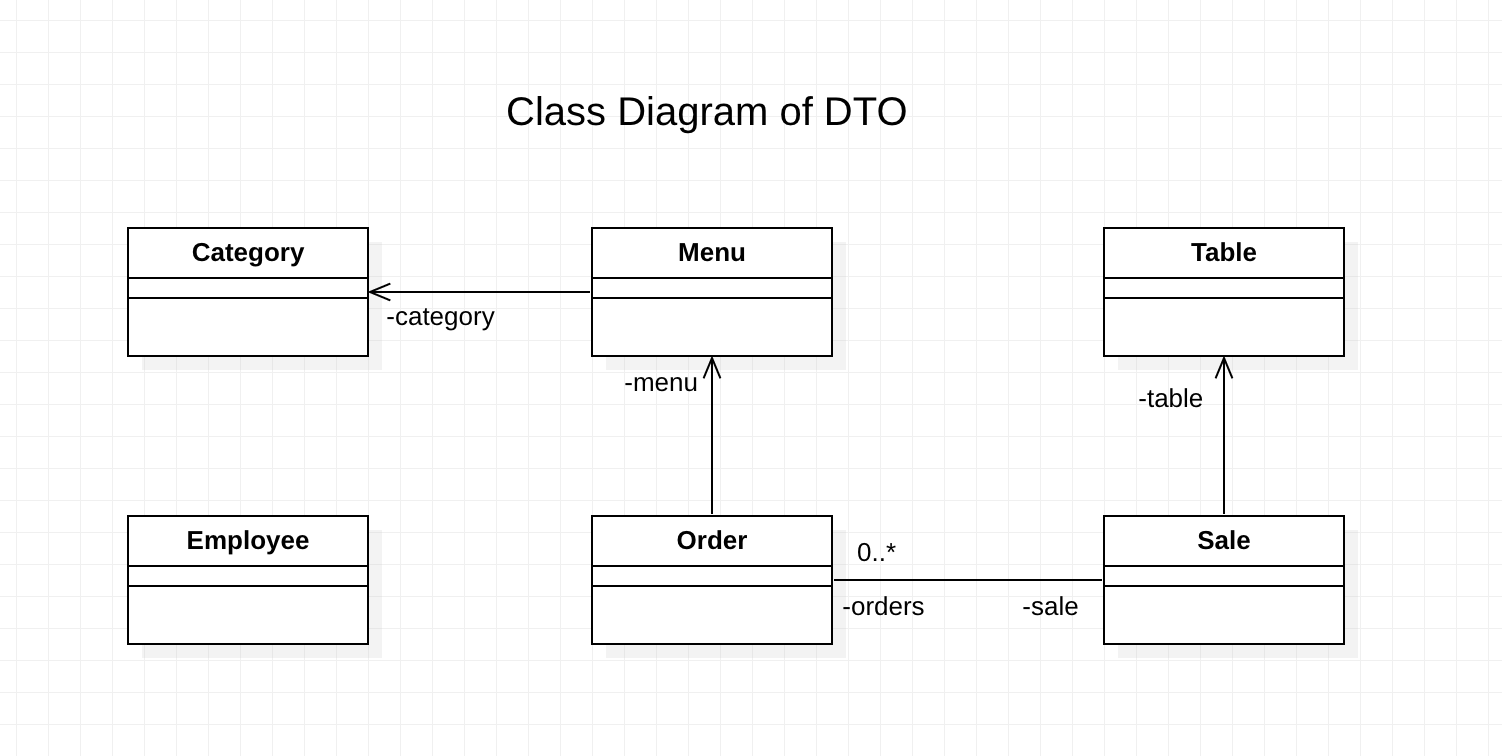 Class Diagram of DTO
Category
Menu
Table
-category
-menu
-table
Employee
Order
Sale
0..*
-orders
-sale